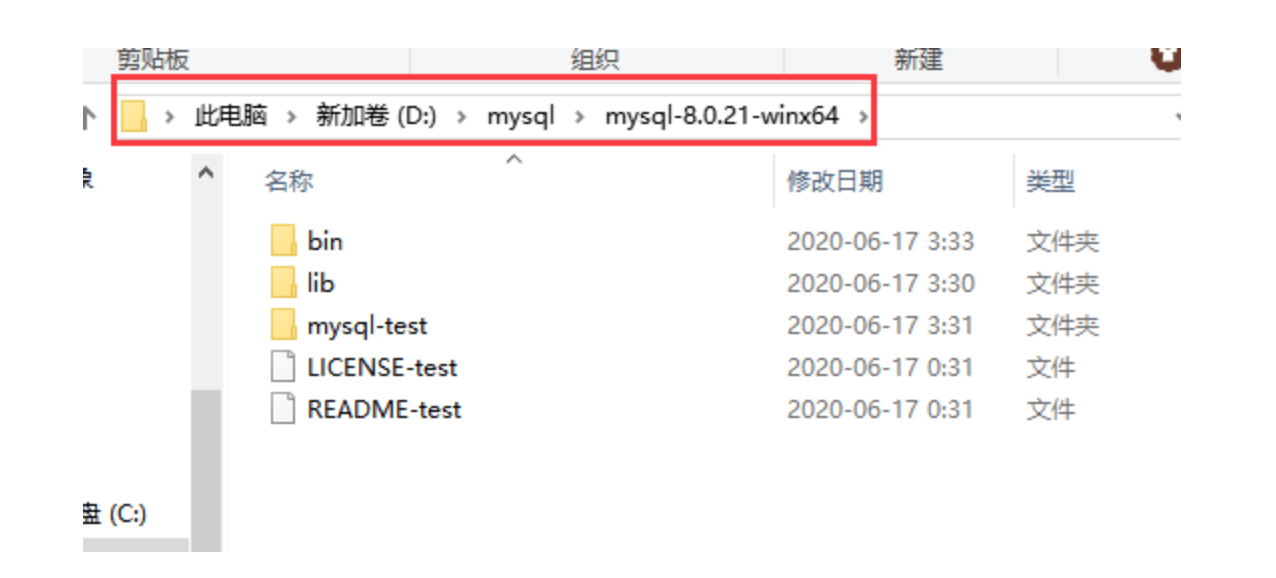 剪贴板 组织 新建
此电脑 > 新加卷 (D:) > mysql > mysql-8.0.21-winx64 >
名称 修改日期 类型
bin 2020-06-17 3:33 文件夹
lib 2020-06-17 3:30 文件夹
mysql-test 2020-06-17 3:31 文件夹
LICENSE-test 2020-06-17 0:31 文件
README-test 2020-06-17 0:31 文件
盘 (C:)